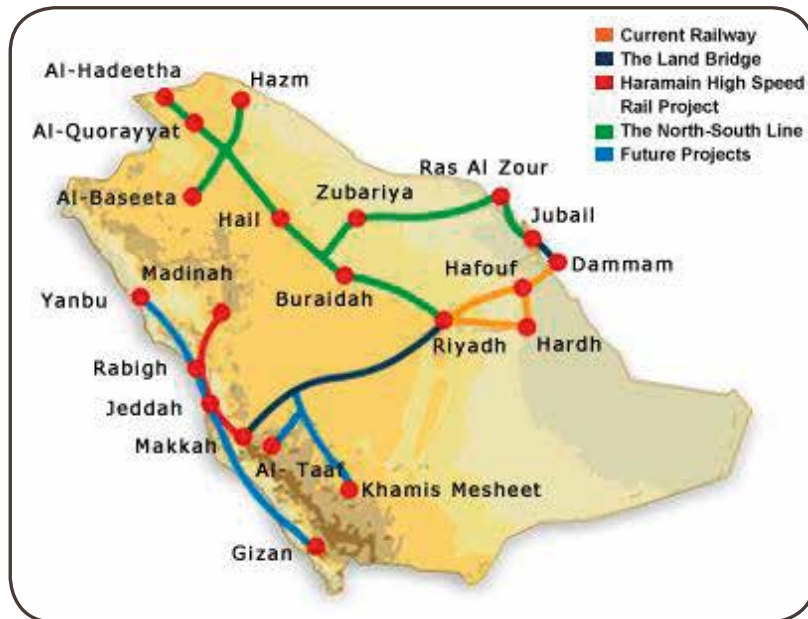 Current Railway
The Land Bridge
Haramain High Speed
Rail Project
The North-South Line
Future Projects
Al-Hadeetha
Hazm
Al-Quorayyat
Ras Al Zour
Zubariya
Al-Baseeta
Jubail
Hail
Hafouf
Madinah
Dammam
Yanbu
Buraidah
Riyadh
Hardh
Rabigh
Jeddah
Makkah
Al- Taaf
Khamis Mesheet
Gizan